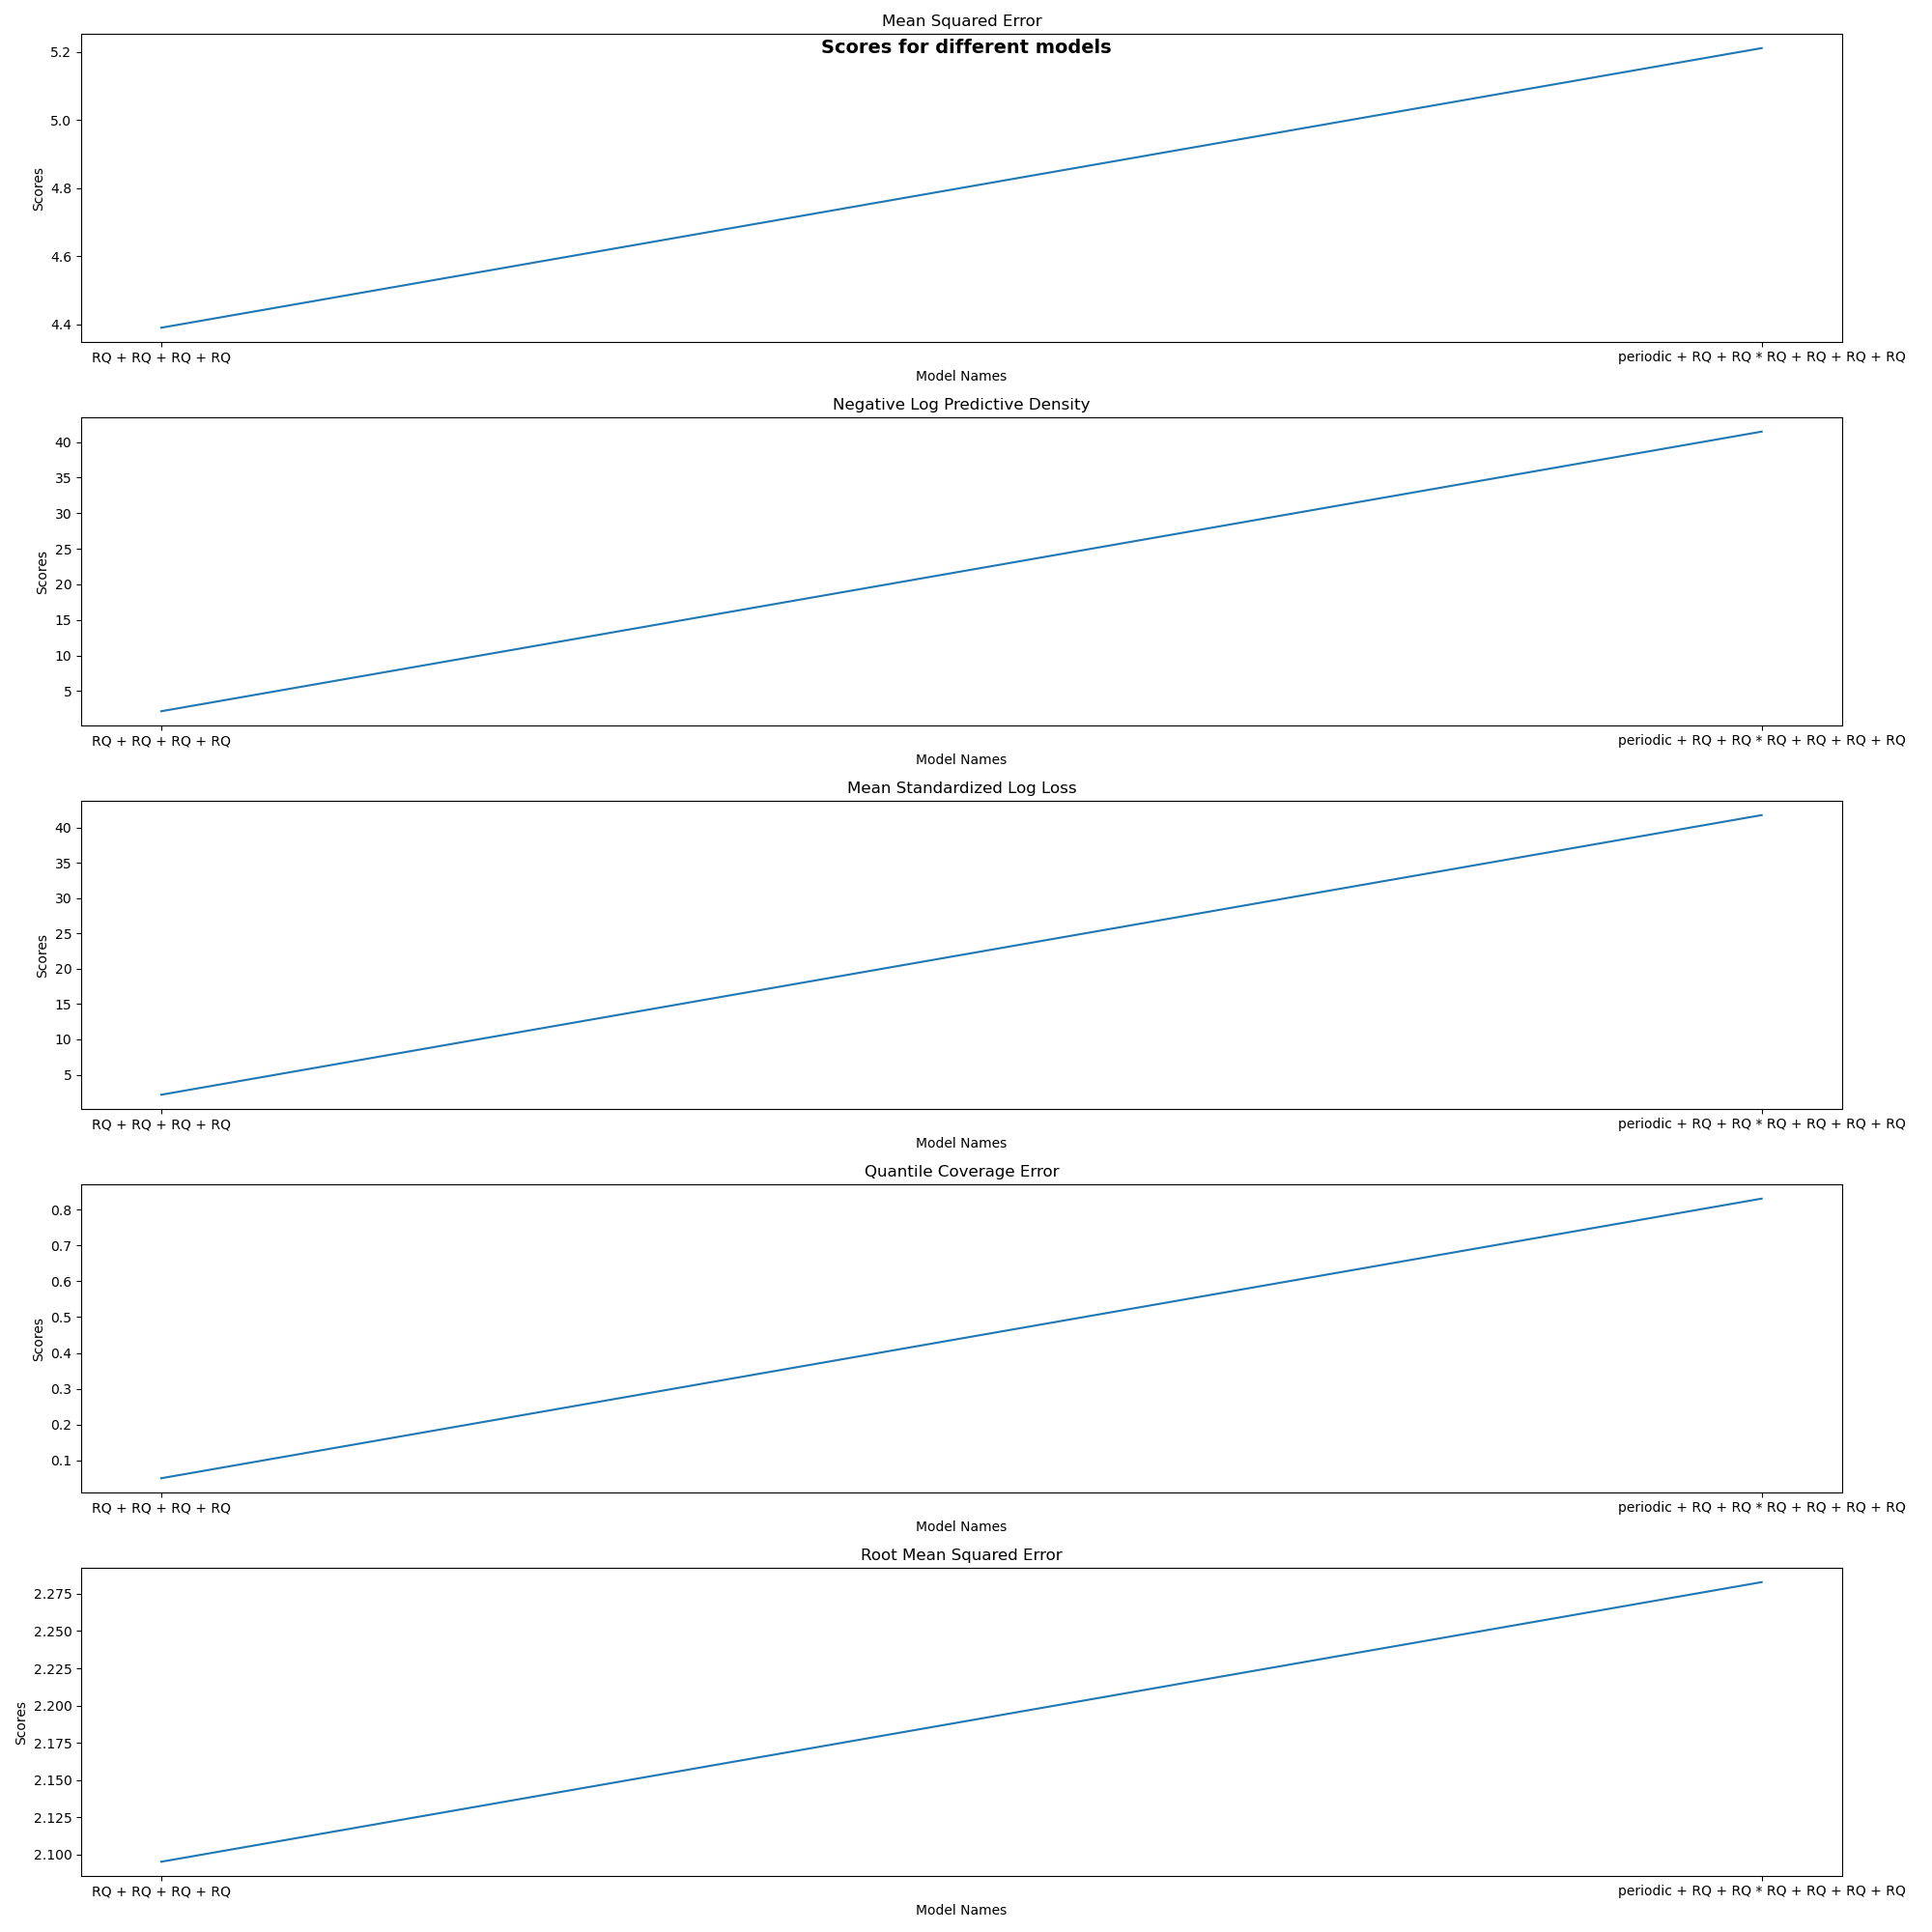 Mean Squared Error
Scores for different models
5.2
5.0
4.8
4.6
4.4
Scores
RQ + RQ + RQ + RQ
periodic + RQ + RQ * RQ + RQ + RQ + RQ
Model Names
Negative Log Predictive Density
40
35
30
25
20
15
10
5
Scores
RQ + RQ + RQ + RQ
periodic + RQ + RQ * RQ + RQ + RQ + RQ
Model Names
Mean Standardized Log Loss
40
35
30
25
20
15
10
5
Scores
RQ + RQ + RQ + RQ
periodic + RQ + RQ * RQ + RQ + RQ + RQ
Model Names
Quantile Coverage Error
0.8
0.7
0.6
0.5
0.4
0.3
0.2
0.1
Scores
RQ + RQ + RQ + RQ
periodic + RQ + RQ * RQ + RQ + RQ + RQ
Model Names
Root Mean Squared Error
2.275
2.250
2.225
2.200
2.175
2.150
2.125
2.100
Scores
RQ + RQ + RQ + RQ
periodic + RQ + RQ * RQ + RQ + RQ + RQ
Model Names